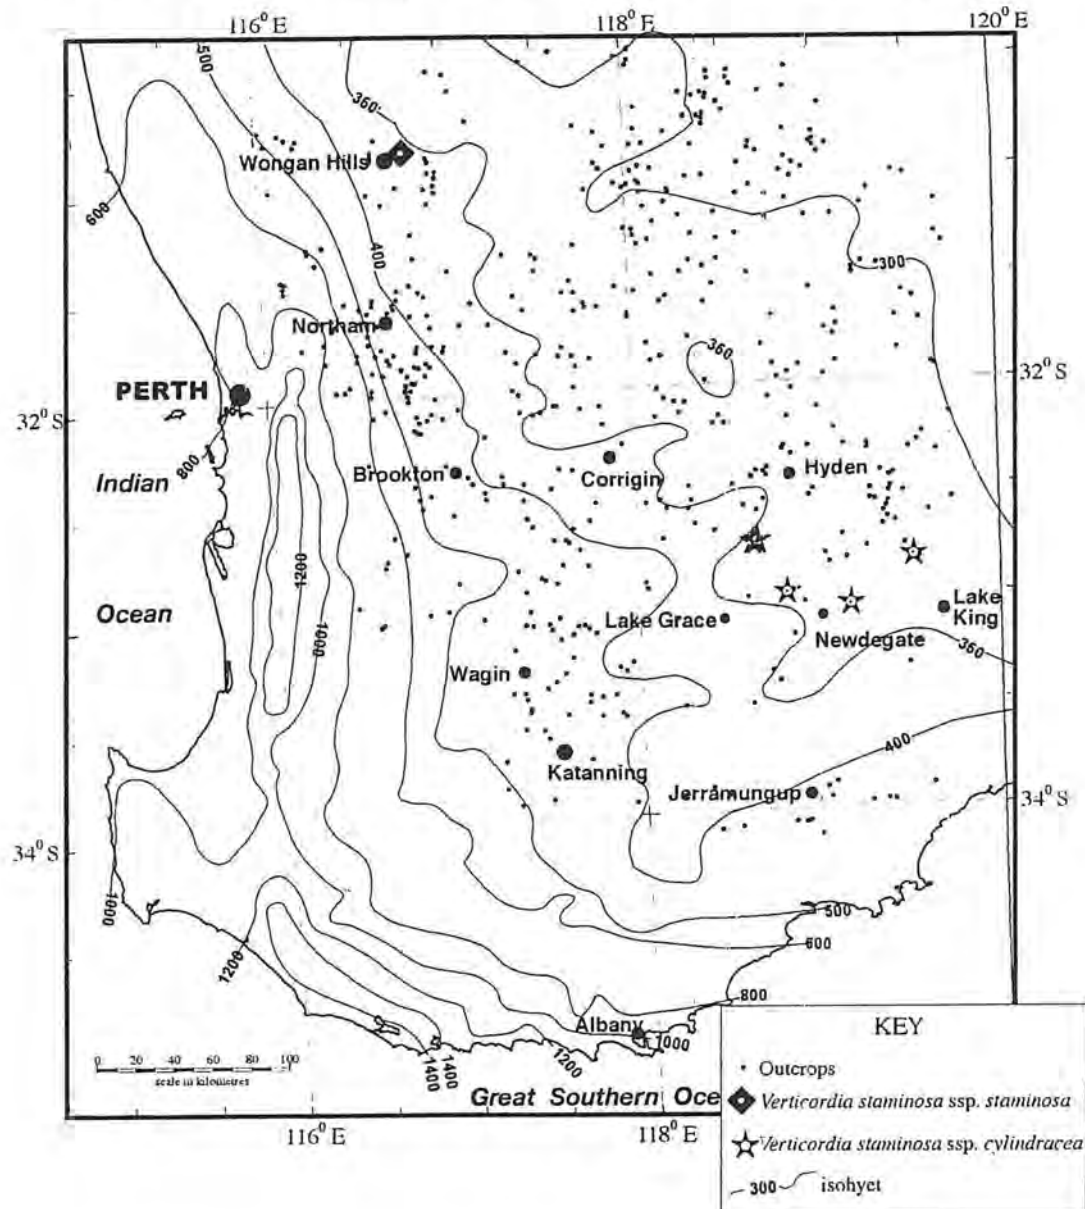 116° E
118° E
120° E
500
360
Wongan Hills
600
400
300
Northam
360
PERTH
32° S
32° S
800
Brookton
Corrigin
Hyden
Indian
1200
Ocean
1000
Lake Grace
Newdegate
Lake
King
360
Wagin
400
Katanning
Jerramungup
34° S
34° S
1000
500
600
1200
800
Albany
1000
1200
1400
1400
0 20 40 60 80 100
scale in kilometres
Great Southern Oce
116° E
118° E
KEY
Outcrops
Verticordia staminosa ssp. staminosa
Verticordia staminosa ssp. cylindracea
300 isohyet